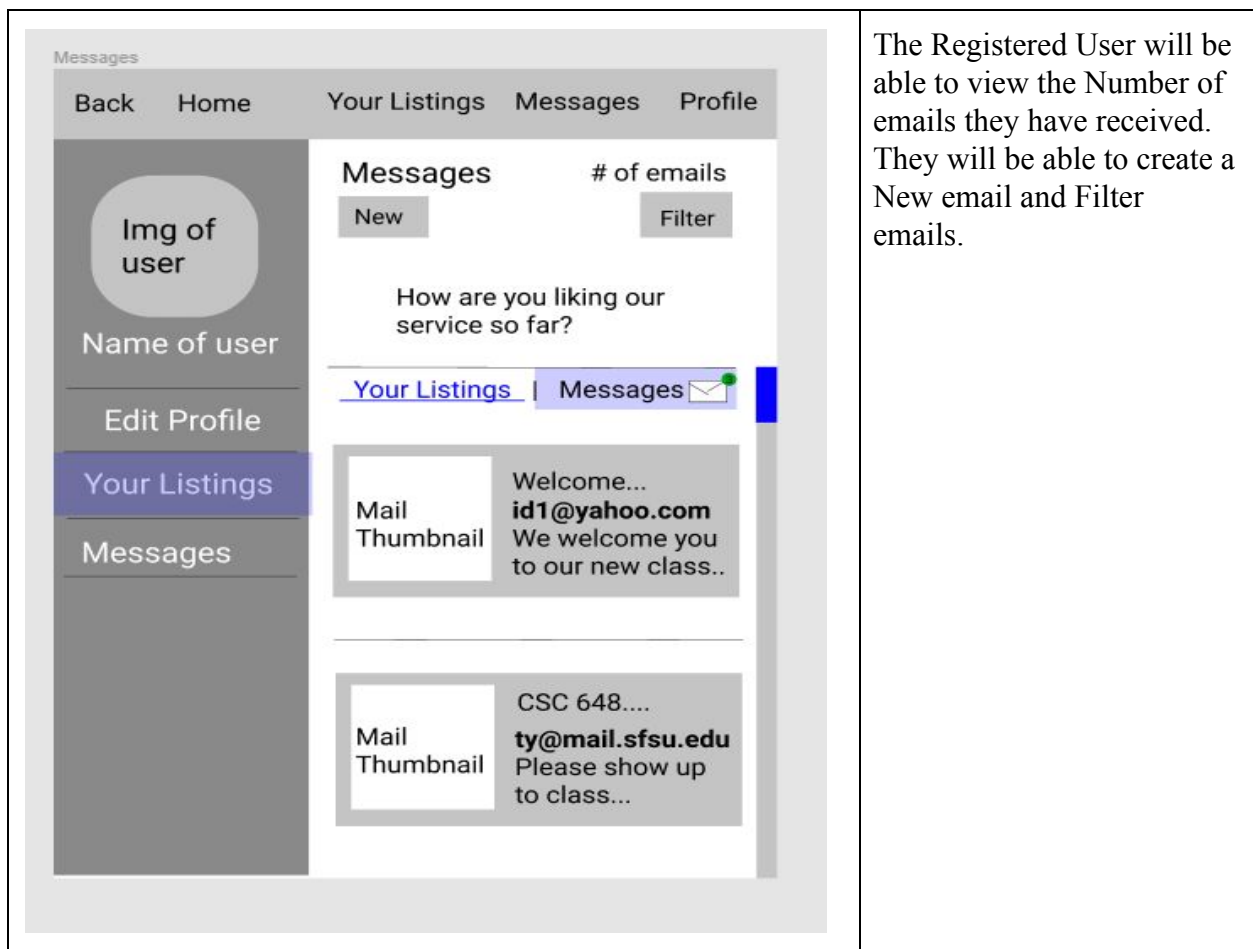 Messages
Back Home Your Listings Messages Profile
Img of
user
Name of user
Edit Profile
Your Listings
Messages
Messages # of emails
New Filter
How are you liking our
service so far?
Your Listings | Messages
Mail
Thumbnail
Welcome...
id1@yahoo.com
We welcome you
to our new class..
Mail
Thumbnail
CSC 648....
ty@mail.sfsu.edu
Please show up
to class...
The Registered User will be
able to view the Number of
emails they have received.
They will be able to create a
New email and Filter
emails.